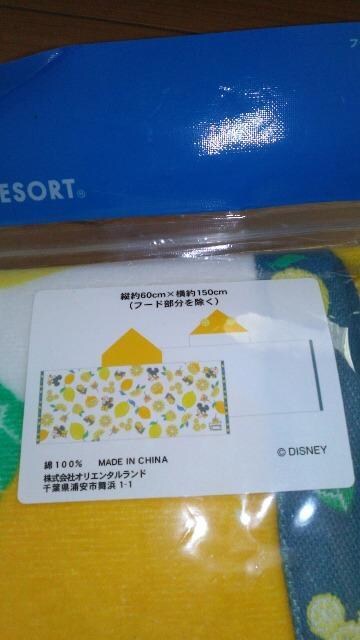 フ
ESORT®
縦約60cm×横約150cm
(フード部分を除く)
© DISNEY
綿100% MADE IN CHINA
株式会社オリエンタルランド
千葉県浦安市舞浜 1-1